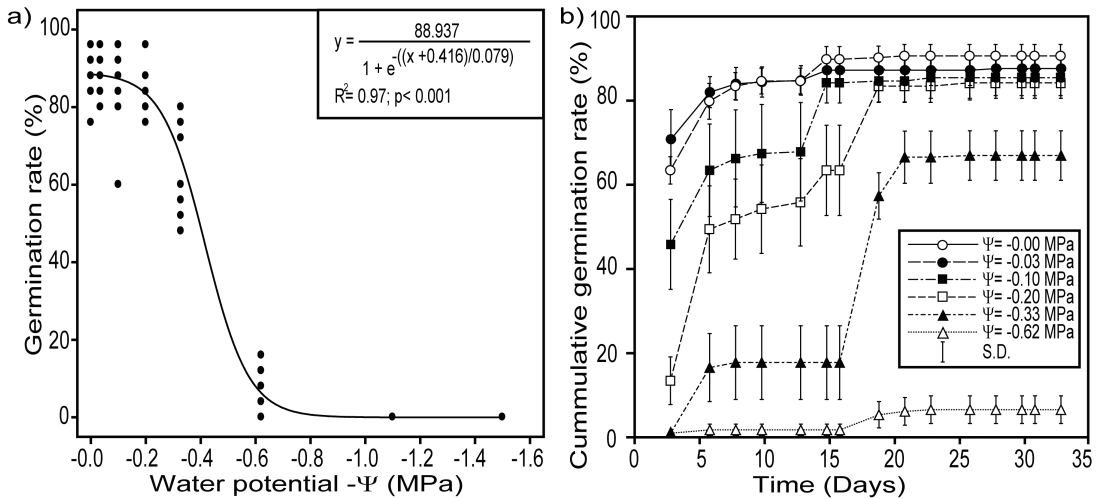 a)
Germination rate (%)
100
80
60
40
20
0
y = 88.937
1 + e-((x +0.416)/0.079)
R²= 0.97; p< 0.001
-0.0 -0.2 -0.4 -0.6 -0.8 -1.0 -1.2 -1.4 -1.6
Water potential -Ψ (MPa)
b)
Cummulative germination rate (%)
100
80
60
40
20
0
Ψ= -0.00 MPa
Ψ= -0.03 MPa
Ψ= -0.10 MPa
Ψ= -0.20 MPa
Ψ= -0.33 MPa
Ψ= -0.62 MPa
S.D.
0 5 10 15 20 25 30 35
Time (Days)